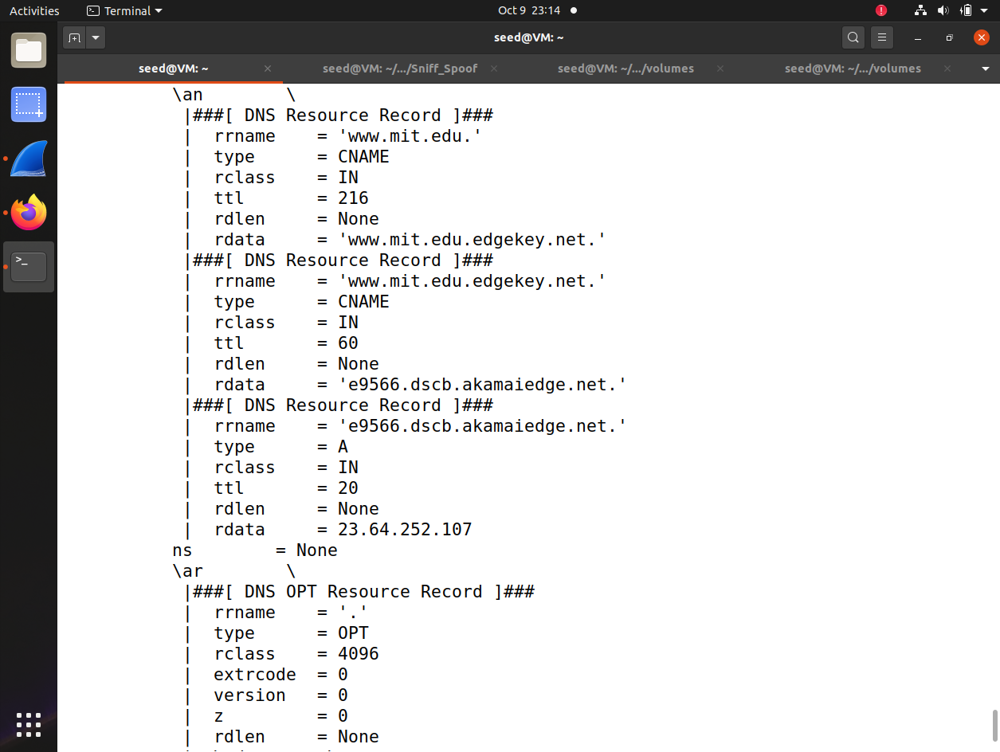 Activities Terminal Oct 9 23:14
seed@VM: ~
seed@VM: ~ seed@VM: ~/.../Sniff_Spoof seed@VM: ~/.../volumes seed@VM: ~/.../volumes
\an        \
 |###[ DNS Resource Record ]###
 |  rrname    = 'www.mit.edu.'
 |  type      = CNAME
 |  rclass    = IN
 |  ttl       = 216
 |  rdlen     = None
 |  rdata     = 'www.mit.edu.edgekey.net.'
 |###[ DNS Resource Record ]###
 |  rrname    = 'www.mit.edu.edgekey.net.'
 |  type      = CNAME
 |  rclass    = IN
 |  ttl       = 60
 |  rdlen     = None
 |  rdata     = 'e9566.dscb.akamaiedge.net.'
 |###[ DNS Resource Record ]###
 |  rrname    = 'e9566.dscb.akamaiedge.net.'
 |  type      = A
 |  rclass    = IN
 |  ttl       = 20
 |  rdlen     = None
 |  rdata     = 23.64.252.107
ns        = None
\ar        \
 |###[ DNS OPT Resource Record ]###
 |  rrname    = '.'
 |  type      = OPT
 |  rclass    = 4096
 |  extrcode  = 0
 |  version   = 0
 |  z         = 0
 |  rdlen     = None